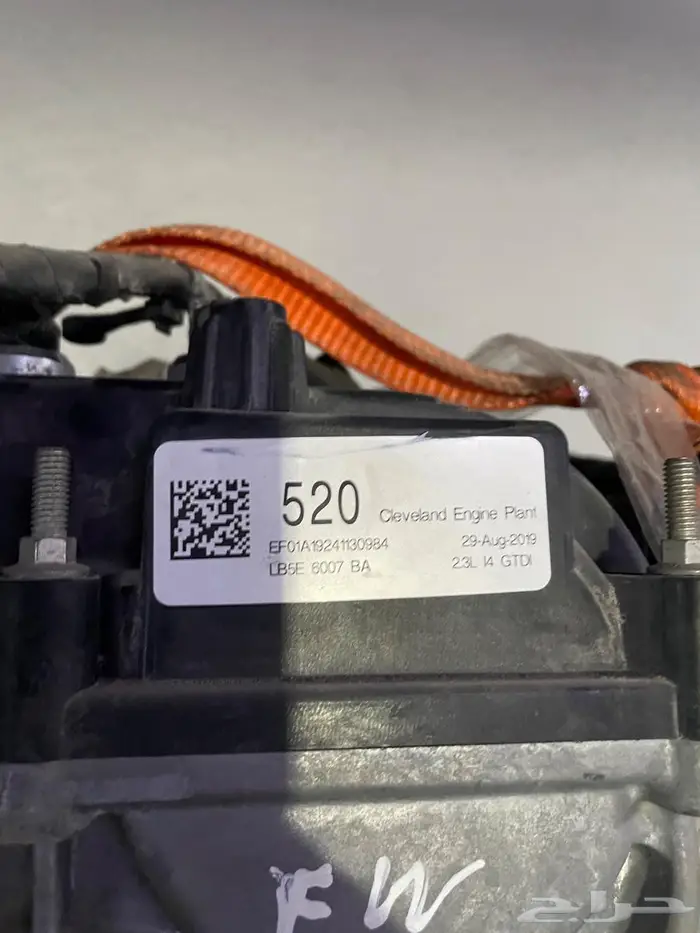 520 Cleveland Engine Plant
EF01A19241130984 29-Aug-2019
LB5E 6007 BA 2.3L I4 GTDI
FW
حراج